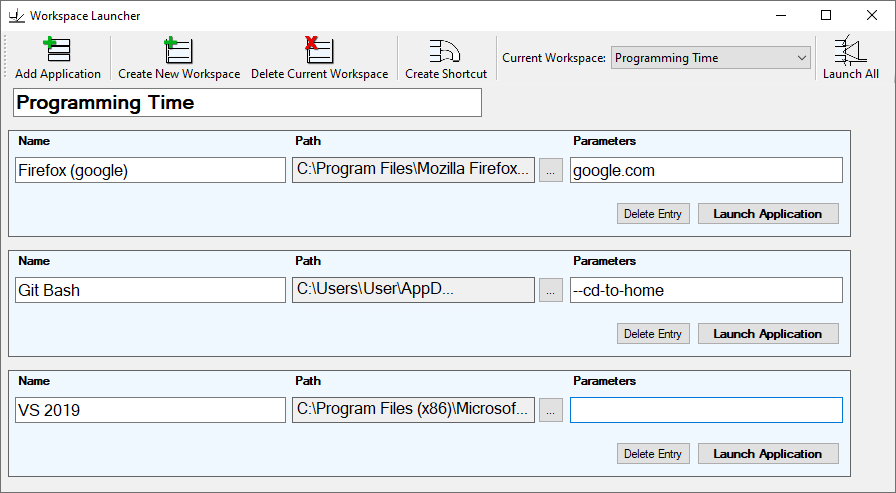 Workspace Launcher
Add Application Create New Workspace Delete Current Workspace Create Shortcut Current Workspace: Programming Time Launch All
Programming Time
Name Path Parameters
Firefox (google) C:\Program Files\Mozilla Firefox... ... google.com
Delete Entry Launch Application
Name Path Parameters
Git Bash C:\Users\User\AppD... ... --cd-to-home
Delete Entry Launch Application
Name Path Parameters
VS 2019 C:\Program Files (x86)\Microsof... ...
Delete Entry Launch Application